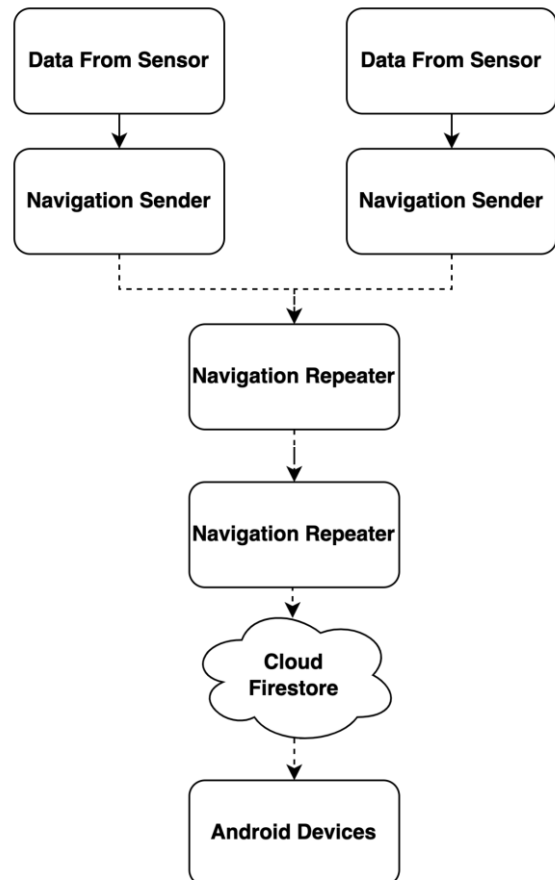 Data From Sensor
Data From Sensor
Navigation Sender
Navigation Sender
Navigation Repeater
Navigation Repeater
Cloud
Firestore
Android Devices